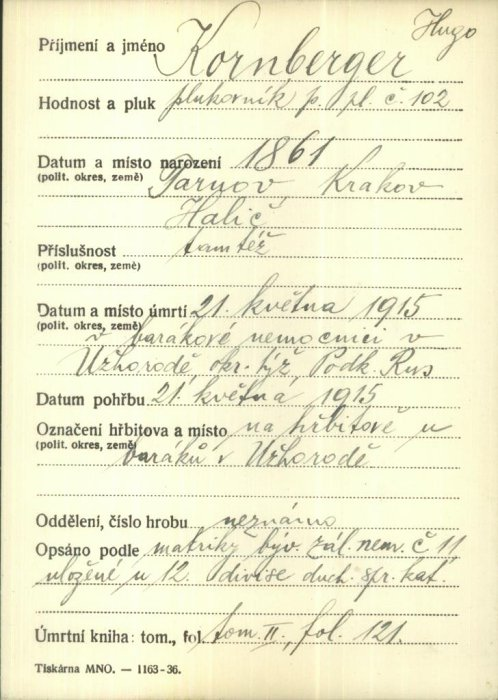 Hugo
Příjmení a jméno Kornberger
Hodnost a pluk plukovník p. pl. č. 102
Datum a místo narození 1861
(polit. okres, země) Tarnov, Krakov
Halič
Příslušnost tamtéž
(polit. okres, země)
Datum a místo úmrtí 21. května 1915
(polit. okres, země) v barákové nemocnici v
Užhorodě, okr. týž, Podk. Rus
Datum pohřbu 21. května 1915
Označení hřbitova a místo na hřbitově u
(polit. okres, země) baráků v Užhorodě
Oddělení, číslo hrobu neznámo
Opsáno podle matriky býv. zál. nem. č 11
uložené u 12. divise duch. spr. kat.
Úmrtní kniha: tom., fol. tom. II., fol. 121.
Tiskárna MNO. — 1163-36.